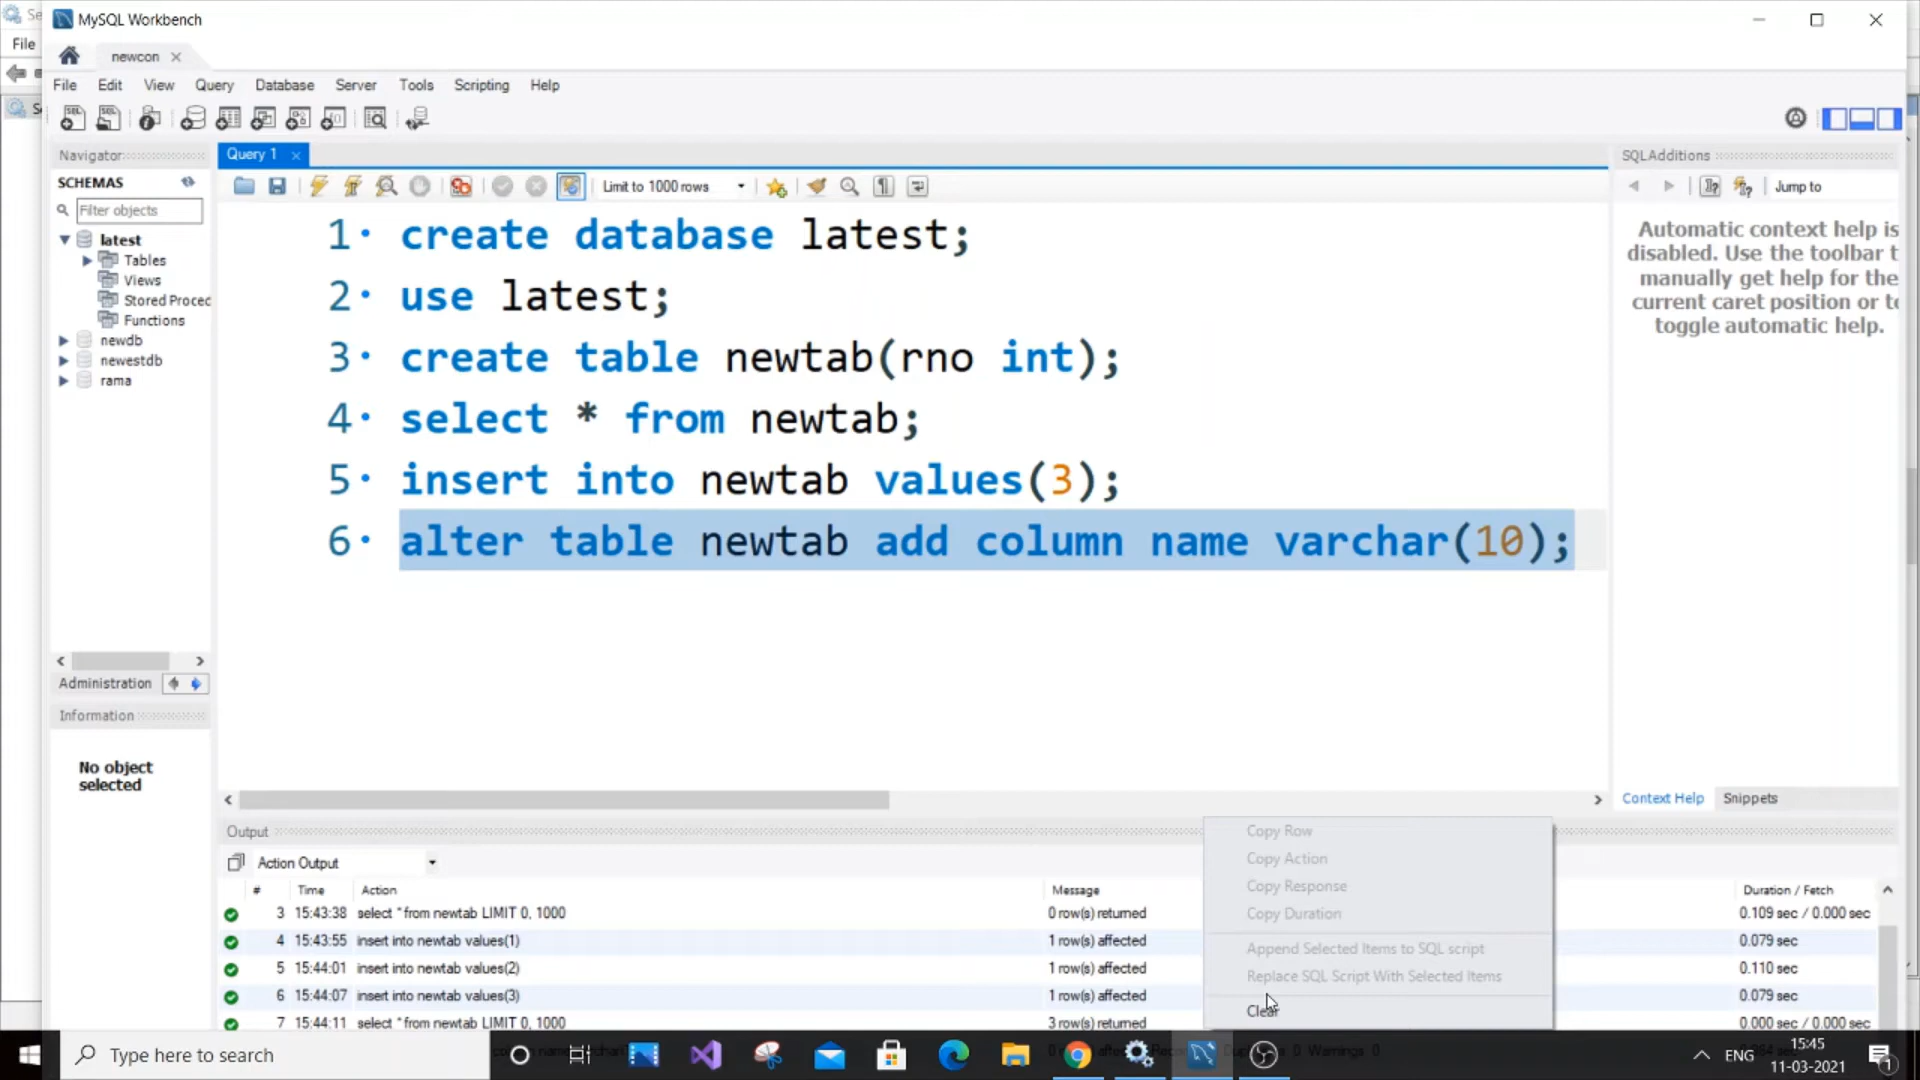 MySQL Workbench
File
newcon
File Edit View Query Database Server Tools Scripting Help
Navigator
SCHEMAS
Filter objects
latest
Tables
Views
Stored Proced
Functions
newdb
newestdb
rama
Administration
Information
No object
selected
Query 1
Limit to 1000 rows
1 create database latest;
2 use latest;
3 create table newtab(rno int);
4 select * from newtab;
5 insert into newtab values(3);
6 alter table newtab add column name varchar(10);
SQLAdditions
Jump to
Automatic context help is
disabled. Use the toolbar t
manually get help for the
current caret position or to
toggle automatic help.
Context Help Snippets
Output
Action Output
# Time Action Message Duration / Fetch
3 15:43:38 select * from newtab LIMIT 0, 1000 0 row(s) returned 0.109 sec / 0.000 sec
4 15:43:55 insert into newtab values(1) 1 row(s) affected 0.079 sec
5 15:44:01 insert into newtab values(2) 1 row(s) affected 0.110 sec
6 15:44:07 insert into newtab values(3) 1 row(s) affected 0.079 sec
7 15:44:11 select * from newtab LIMIT 0, 1000 3 row(s) returned 0.000 sec / 0.000 sec
Copy Row
Copy Action
Copy Response
Copy Duration
Append Selected Items to SQL script
Replace SQL Script With Selected Items
Clear
Type here to search
ENG
15:45
11-03-2021
1